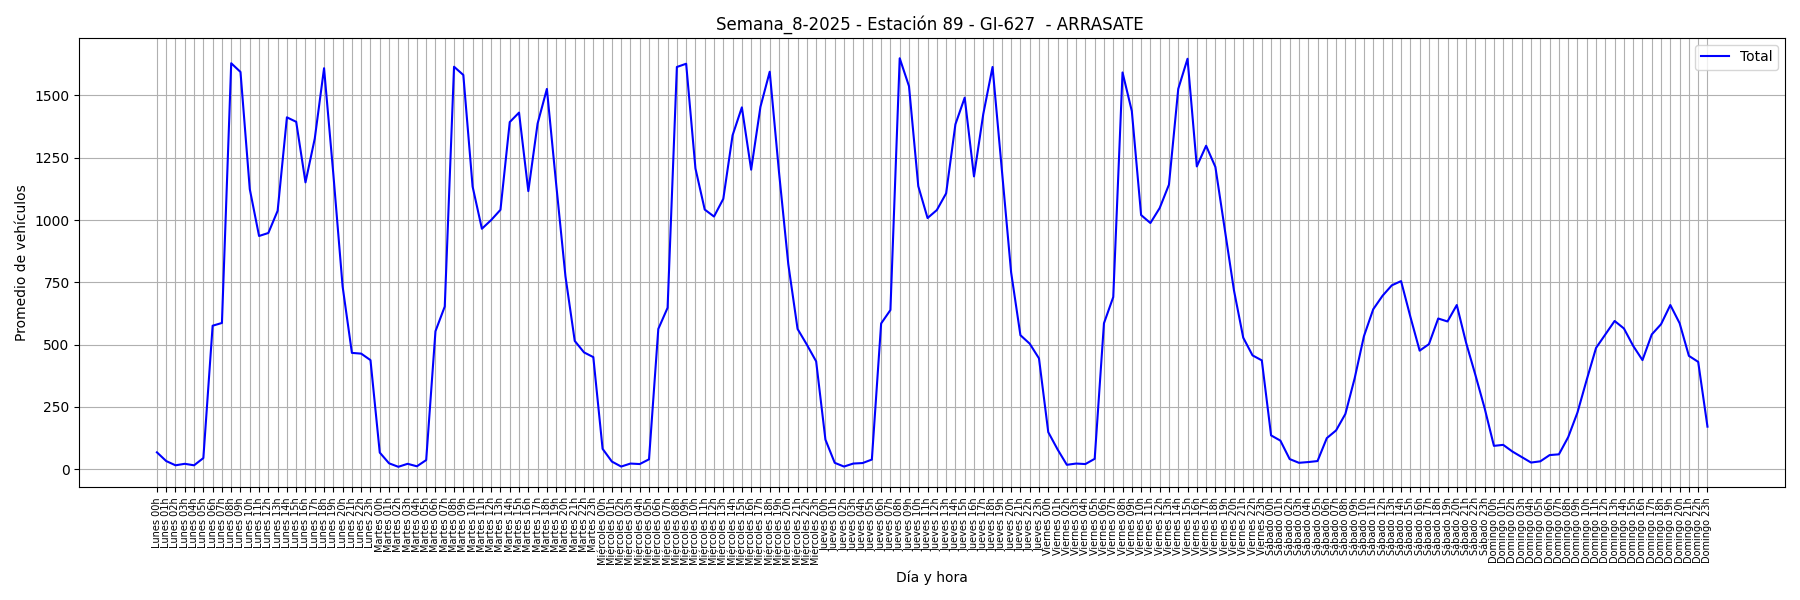 Semana_8-2025 - Estación 89 - GI-627 - ARRASATE
Total
Promedio de vehículos
1500
1250
1000
750
500
250
0
Lunes 00h
Lunes 01h
Lunes 02h
Lunes 03h
Lunes 04h
Lunes 05h
Lunes 06h
Lunes 07h
Lunes 08h
Lunes 09h
Lunes 10h
Lunes 11h
Lunes 12h
Lunes 13h
Lunes 14h
Lunes 15h
Lunes 16h
Lunes 17h
Lunes 18h
Lunes 19h
Lunes 20h
Lunes 21h
Lunes 22h
Lunes 23h
Martes 00h
Martes 01h
Martes 02h
Martes 03h
Martes 04h
Martes 05h
Martes 06h
Martes 07h
Martes 08h
Martes 09h
Martes 10h
Martes 11h
Martes 12h
Martes 13h
Martes 14h
Martes 15h
Martes 16h
Martes 17h
Martes 18h
Martes 19h
Martes 20h
Martes 21h
Martes 22h
Martes 23h
Miércoles 00h
Miércoles 01h
Miércoles 02h
Miércoles 03h
Miércoles 04h
Miércoles 05h
Miércoles 06h
Miércoles 07h
Miércoles 08h
Miércoles 09h
Miércoles 10h
Miércoles 11h
Miércoles 12h
Miércoles 13h
Miércoles 14h
Miércoles 15h
Miércoles 16h
Miércoles 17h
Miércoles 18h
Miércoles 19h
Miércoles 20h
Miércoles 21h
Miércoles 22h
Miércoles 23h
Jueves 00h
Jueves 01h
Jueves 02h
Jueves 03h
Jueves 04h
Jueves 05h
Jueves 06h
Jueves 07h
Jueves 08h
Jueves 09h
Jueves 10h
Jueves 11h
Jueves 12h
Jueves 13h
Jueves 14h
Jueves 15h
Jueves 16h
Jueves 17h
Jueves 18h
Jueves 19h
Jueves 20h
Jueves 21h
Jueves 22h
Jueves 23h
Viernes 00h
Viernes 01h
Viernes 02h
Viernes 03h
Viernes 04h
Viernes 05h
Viernes 06h
Viernes 07h
Viernes 08h
Viernes 09h
Viernes 10h
Viernes 11h
Viernes 12h
Viernes 13h
Viernes 14h
Viernes 15h
Viernes 16h
Viernes 17h
Viernes 18h
Viernes 19h
Viernes 20h
Viernes 21h
Viernes 22h
Viernes 23h
Sábado 00h
Sábado 01h
Sábado 02h
Sábado 03h
Sábado 04h
Sábado 05h
Sábado 06h
Sábado 07h
Sábado 08h
Sábado 09h
Sábado 10h
Sábado 11h
Sábado 12h
Sábado 13h
Sábado 14h
Sábado 15h
Sábado 16h
Sábado 17h
Sábado 18h
Sábado 19h
Sábado 20h
Sábado 21h
Sábado 22h
Sábado 23h
Domingo 00h
Domingo 01h
Domingo 02h
Domingo 03h
Domingo 04h
Domingo 05h
Domingo 06h
Domingo 07h
Domingo 08h
Domingo 09h
Domingo 10h
Domingo 11h
Domingo 12h
Domingo 13h
Domingo 14h
Domingo 15h
Domingo 16h
Domingo 17h
Domingo 18h
Domingo 19h
Domingo 20h
Domingo 21h
Domingo 22h
Domingo 23h
Día y hora